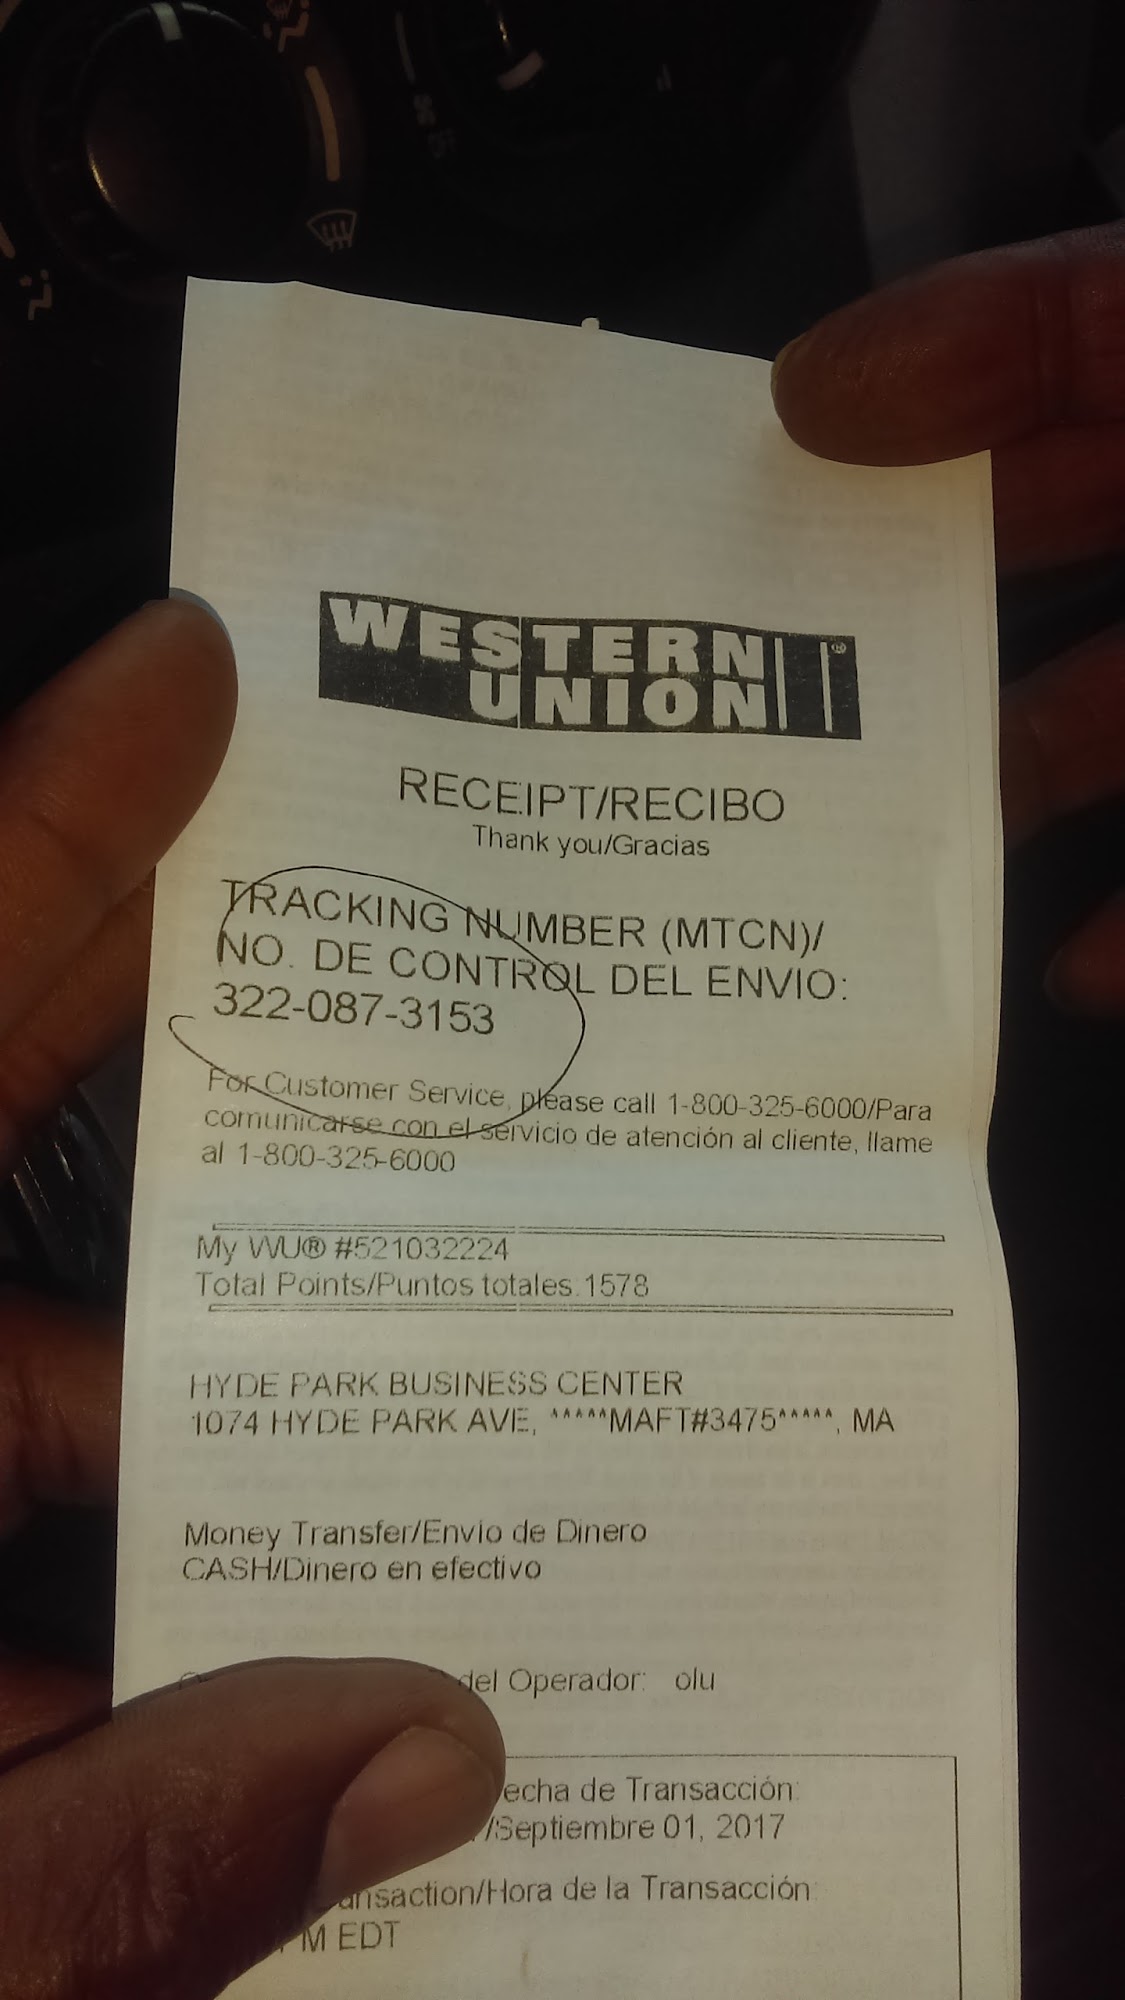 WESTERN
UNION
RECEIPT/RECIBO
Thank you/Gracias
TRACKING NUMBER (MTCN)/
NO. DE CONTROL DEL ENVIO:
322-087-3153
For Customer Service, please call 1-800-325-6000/Para
comunicarse con el servicio de atención al cliente, llame
al 1-800-325-6000
My WU® #521032224
Total Points/Puntos totales:1578
HYDE PARK BUSINESS CENTER
1074 HYDE PARK AVE, *****MAFT#3475*****, MA
Money Transfer/Envio de Dinero
CASH/Dinero en efectivo
del Operador: olu
echa de Transacción:
/Septiembre 01, 2017
ansaction/Hora de la Transacción:
PM EDT